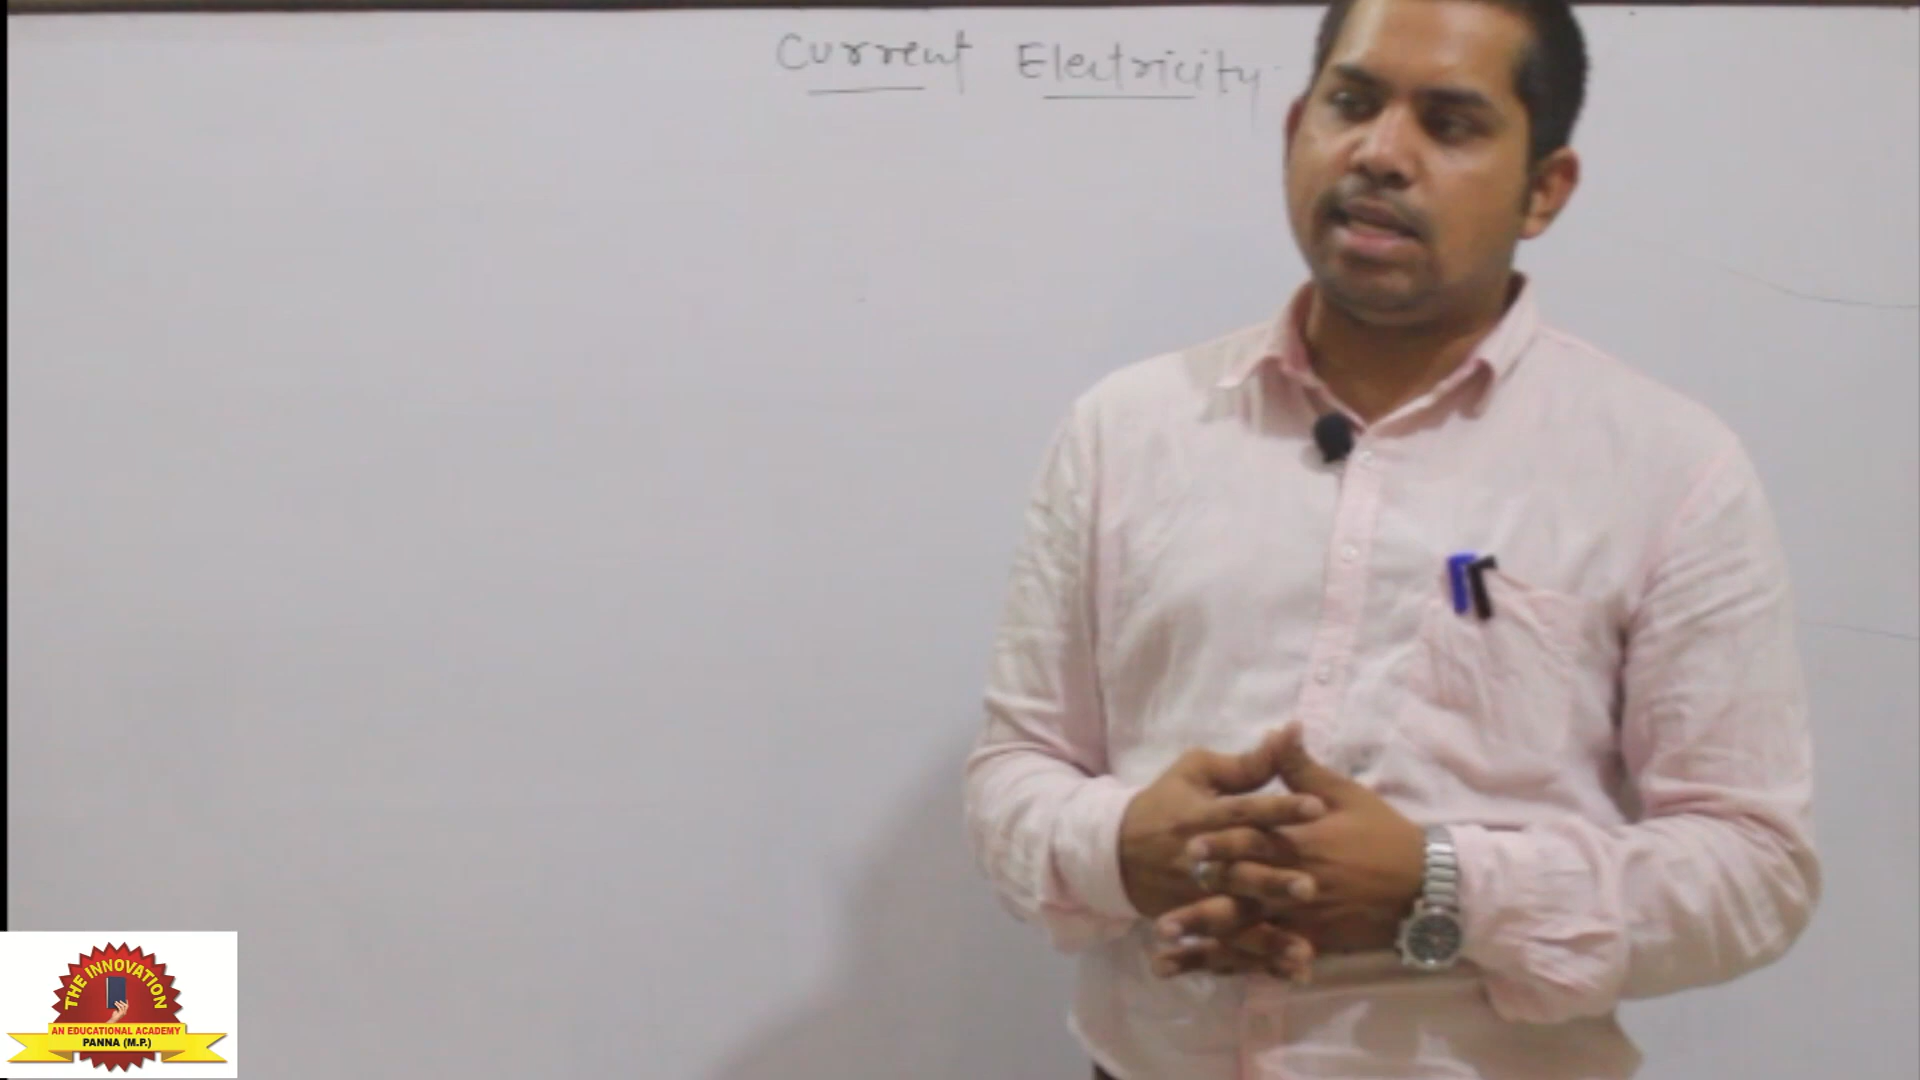 Current Electricity
THE INNOVATION
AN EDUCATIONAL ACADEMY
PANNA (M.P.)